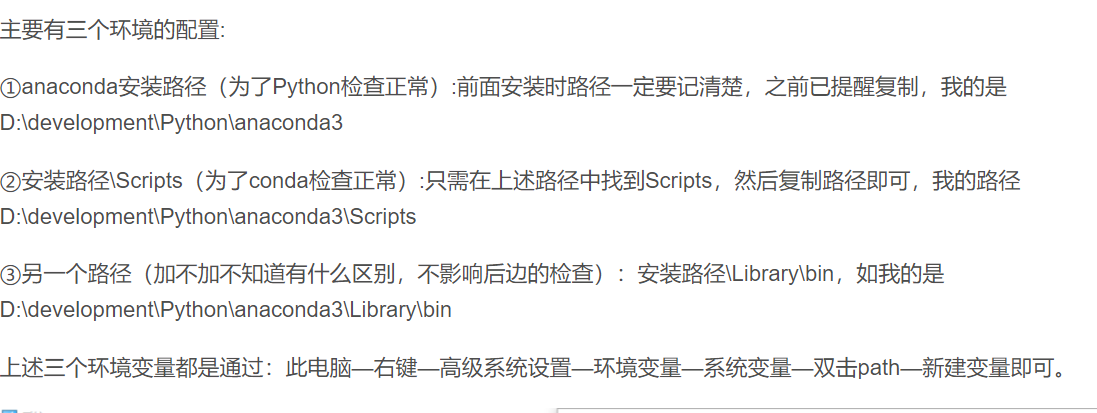 主要有三个环境的配置:
①anaconda安装路径（为了Python检查正常）:前面安装时路径一定要记清楚，之前已提醒复制，我的是
D:\development\Python\anaconda3
②安装路径\Scripts（为了conda检查正常）:只需在上述路径中找到Scripts，然后复制路径即可，我的路径
D:\development\Python\anaconda3\Scripts
③另一个路径（加不加不知道有什么区别，不影响后边的检查）：安装路径\Library\bin，如我的是
D:\development\Python\anaconda3\Library\bin
上述三个环境变量都是通过：此电脑—右键—高级系统设置—环境变量—系统变量—双击path—新建变量即可。